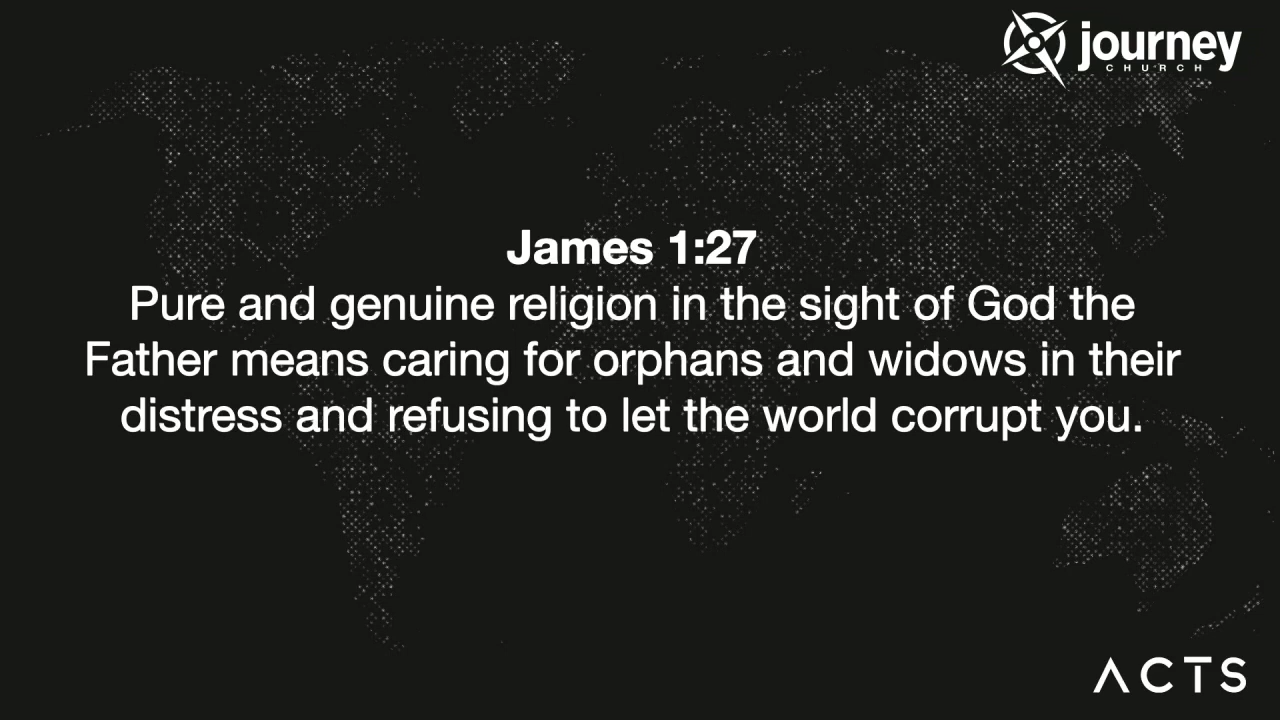 journey
CHURCH
James 1:27
Pure and genuine religion in the sight of God the
Father means caring for orphans and widows in their
distress and refusing to let the world corrupt you.
ACTS